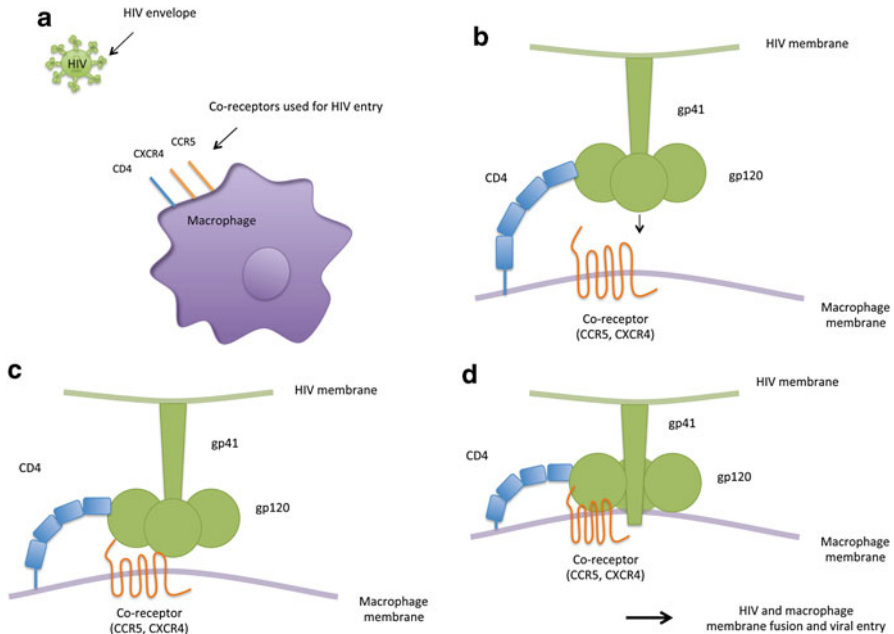 a
HIV envelope
HIV
Co-receptors used for HIV entry
CCR5
CXCR4
CD4
Macrophage
b
HIV membrane
gp41
CD4
gp120
Co-receptor
(CCR5, CXCR4)
Macrophage
membrane
c
HIV membrane
gp41
CD4
gp120
Co-receptor
(CCR5, CXCR4)
Macrophage
membrane
d
HIV membrane
gp41
CD4
gp120
Macrophage
membrane
Co-receptor
(CCR5, CXCR4)
HIV and macrophage
membrane fusion and viral entry